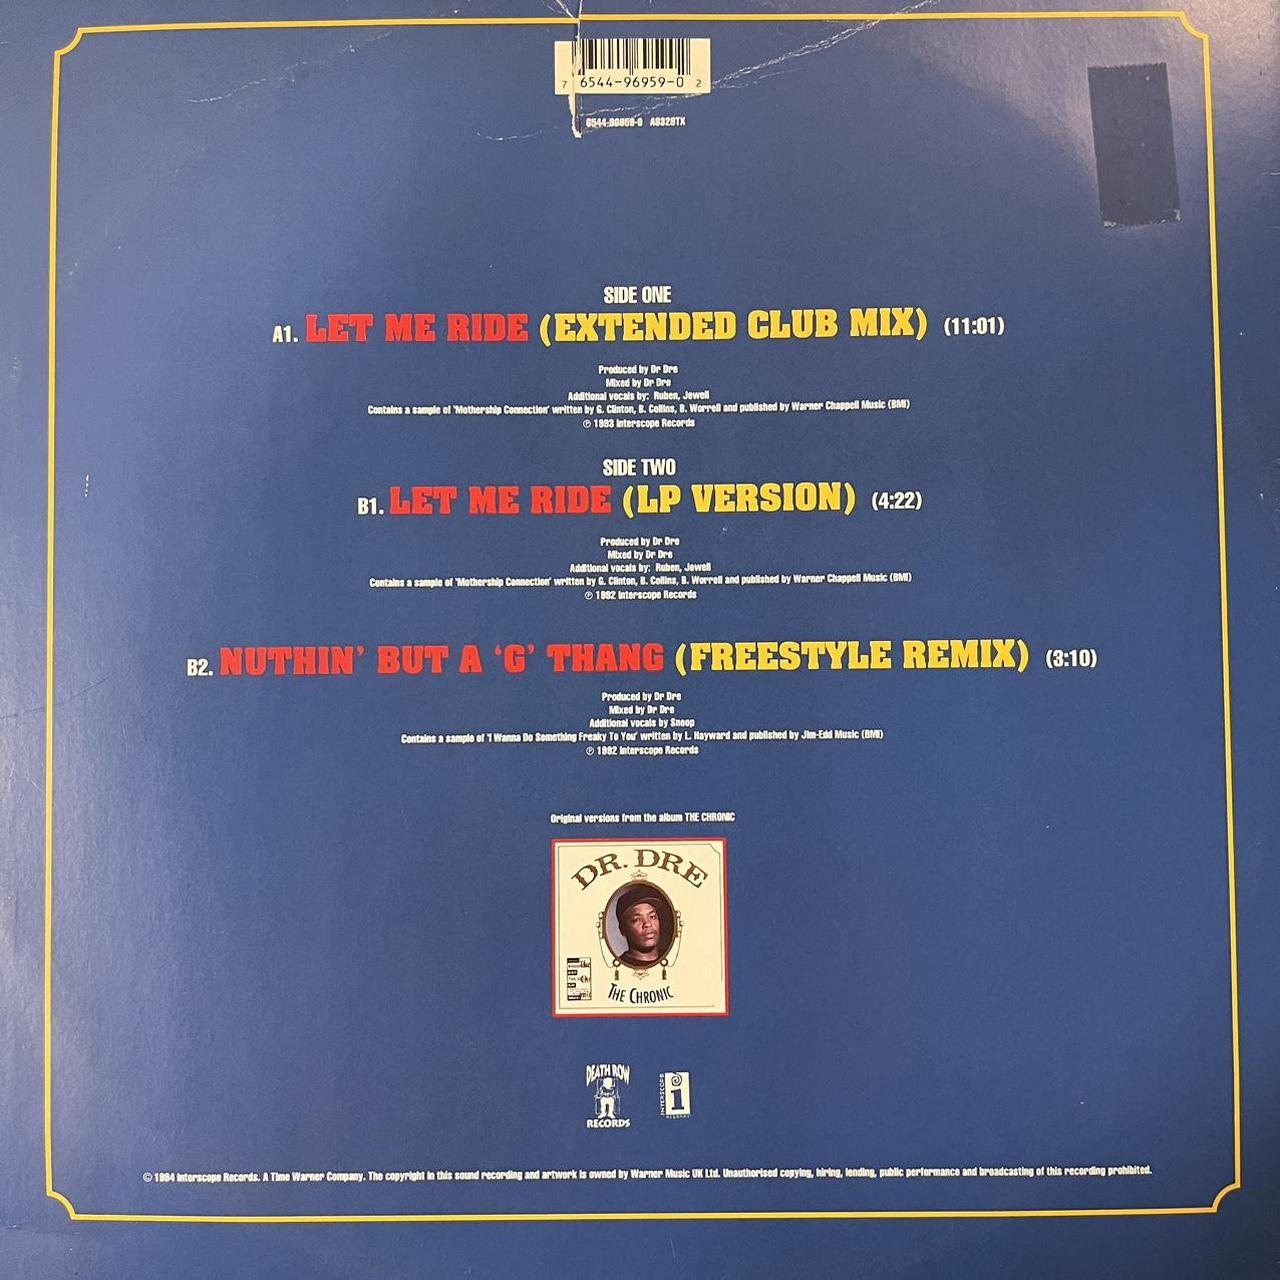 7 6544-96959-0 2
6544-96959-0 A8328TX
SIDE ONE
A1. LET ME RIDE (EXTENDED CLUB MIX) (11:01)
Produced by Dr Dre
Mixed by Dr Dre
Additional vocals by: Ruben, Jewell
Contains a sample of 'Mothership Connection' written by G. Clinton, B. Collins, B. Worrell and published by Warner Chappell Music (BMI)
℗ 1993 Interscope Records
SIDE TWO
B1. LET ME RIDE (LP VERSION) (4:22)
Produced by Dr Dre
Mixed by Dr Dre
Additional vocals by: Ruben, Jewell
Contains a sample of 'Mothership Connection' written by G. Clinton, B. Collins, B. Worrell and published by Warner Chappell Music (BMI)
℗ 1992 Interscope Records
B2. NUTHIN' BUT A 'G' THANG (FREESTYLE REMIX) (3:10)
Produced by Dr Dre
Mixed by Dr Dre
Additional vocals by Snoop
Contains a sample of 'I Wanna Do Something Freaky To You' written by L. Hayward and published by Jim-Edd Music (BMI)
℗ 1992 Interscope Records
Original versions from the album THE CHRONIC
DR. DRE
THE CHRONIC
DEATH ROW
RECORDS
INTERSCOPE
RECORDS
© 1994 Interscope Records. A Time Warner Company. The copyright in this sound recording and artwork is owned by Warner Music UK Ltd. Unauthorised copying, hiring, lending, public performance and broadcasting of this recording prohibited.